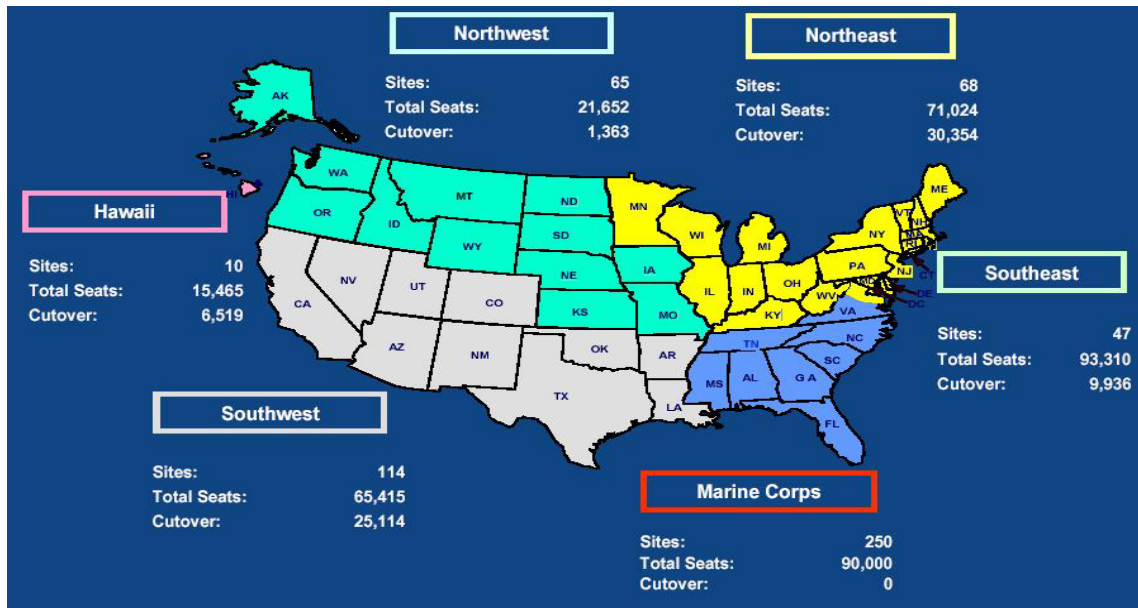 Northwest
Sites: 65
Total Seats: 21,652
Cutover: 1,363
Northeast
Sites: 68
Total Seats: 71,024
Cutover: 30,354
Hawaii
Sites: 10
Total Seats: 15,465
Cutover: 6,519
Southeast
Sites: 47
Total Seats: 93,310
Cutover: 9,936
Southwest
Sites: 114
Total Seats: 65,415
Cutover: 25,114
Marine Corps
Sites: 250
Total Seats: 90,000
Cutover: 0
AK
HI
WA
OR
ID
MT
WY
ND
SD
NE
KS
IA
MO
CA
NV
UT
CO
AZ
NM
OK
TX
AR
LA
MN
WI
MI
IL
IN
OH
KY
WV
PA
NY
VT
NH
ME
MA
RI
CT
NJ
DE
DC
VA
NC
SC
TN
MS
AL
G A
FL